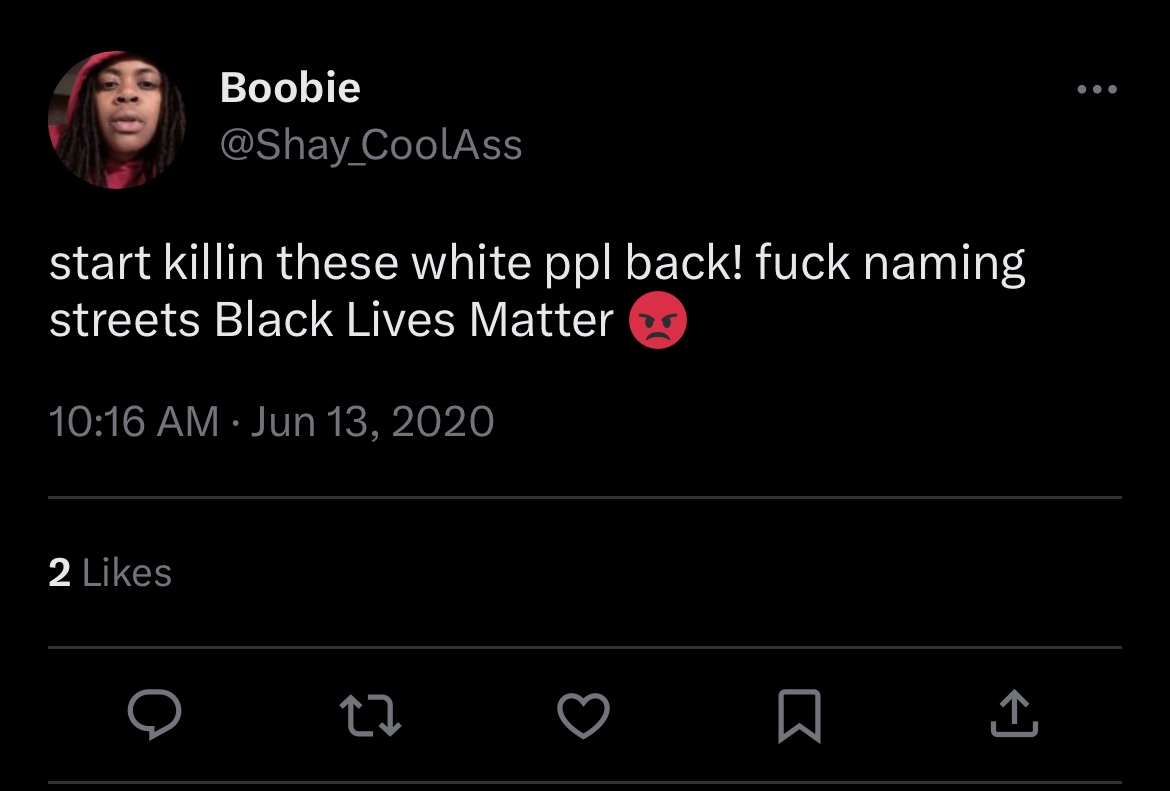 Boobie
@Shay_CoolAss
start killin these white ppl back! fuck naming
streets Black Lives Matter 😡
10:16 AM · Jun 13, 2020
2 Likes